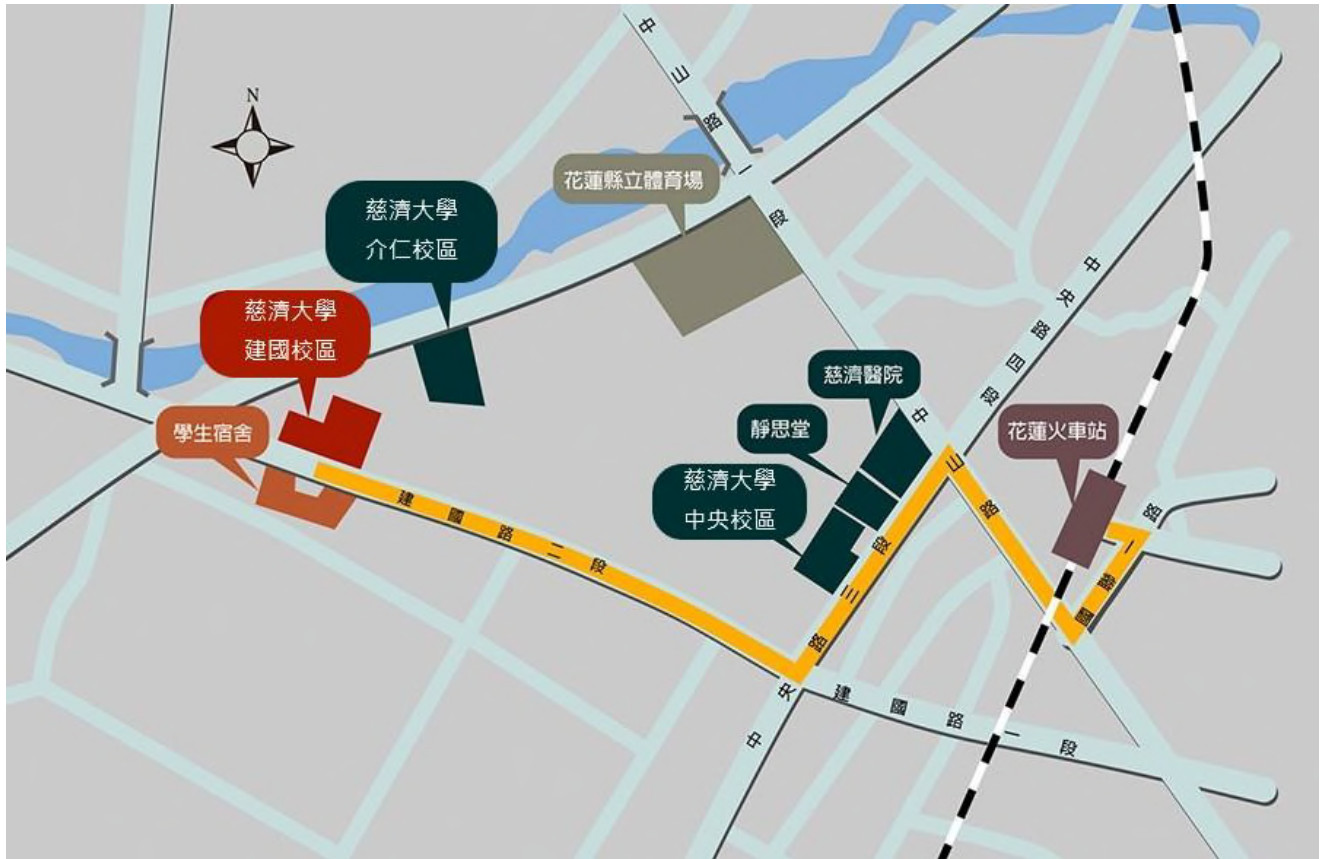 N
中山路一段
花蓮縣立體育場
慈濟大學
介仁校區
慈濟大學
建國校區
學生宿舍
中央路四段
慈濟醫院
靜思堂
慈濟大學
中央校區
花蓮火車站
中山路
國聯一路
中央路三段
建國路二段
建國路一段